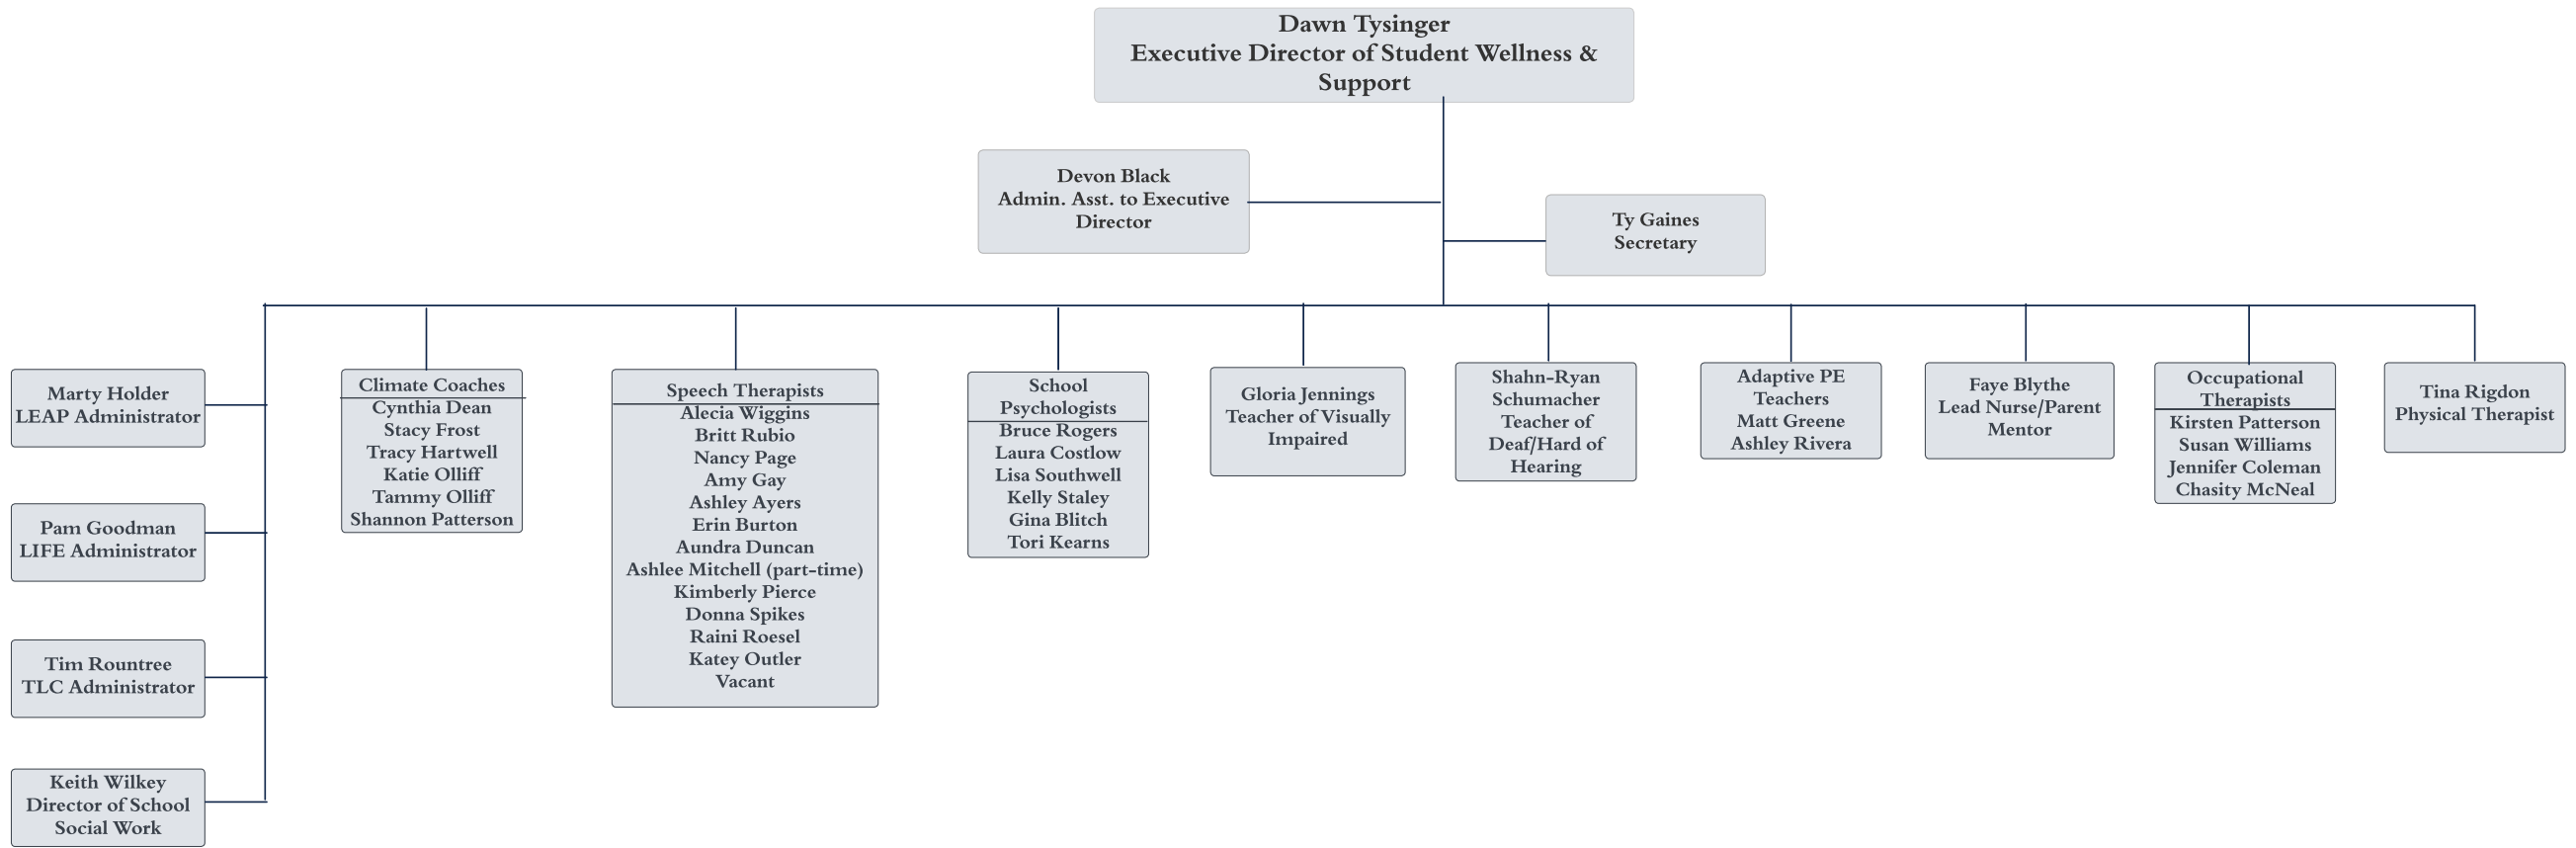 Dawn Tysinger
Executive Director of Student Wellness &
Support
Devon Black
Admin. Asst. to Executive
Director
Ty Gaines
Secretary
Marty Holder
LEAP Administrator
Pam Goodman
LIFE Administrator
Tim Rountree
TLC Administrator
Keith Wilkey
Director of School
Social Work
Climate Coaches
Cynthia Dean
Stacy Frost
Tracy Hartwell
Katie Olliff
Tammy Olliff
Shannon Patterson
Speech Therapists
Alecia Wiggins
Britt Rubio
Nancy Page
Amy Gay
Ashley Ayers
Erin Burton
Aundra Duncan
Ashlee Mitchell (part-time)
Kimberly Pierce
Donna Spikes
Raini Roesel
Katey Outler
Vacant
School
Psychologists
Bruce Rogers
Laura Costlow
Lisa Southwell
Kelly Staley
Gina Blitch
Tori Kearns
Gloria Jennings
Teacher of Visually
Impaired
Shahn-Ryan
Schumacher
Teacher of
Deaf/Hard of
Hearing
Adaptive PE
Teachers
Matt Greene
Ashley Rivera
Faye Blythe
Lead Nurse/Parent
Mentor
Occupational
Therapists
Kirsten Patterson
Susan Williams
Jennifer Coleman
Chasity McNeal
Tina Rigdon
Physical Therapist